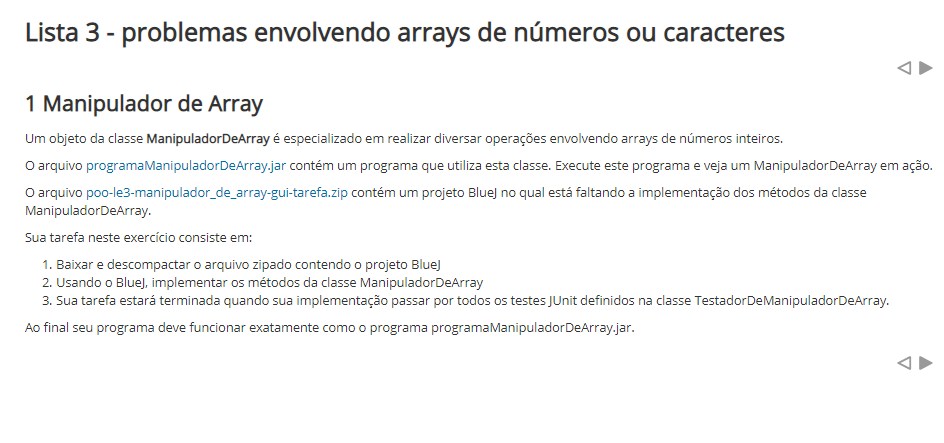 Lista 3 - problemas envolvendo arrays de números ou caracteres
1 Manipulador de Array
Um objeto da classe ManipuladorDeArray é especializado em realizar diversar operações envolvendo arrays de números inteiros.
O arquivo programaManipuladorDeArray.jar contém um programa que utiliza esta classe. Execute este programa e veja um ManipuladorDeArray em ação.
O arquivo poo-le3-manipulador_de_array-gui-tarefa.zip contém um projeto BlueJ no qual está faltando a implementação dos métodos da classe
ManipuladorDeArray.
Sua tarefa neste exercício consiste em:
1. Baixar e descompactar o arquivo zipado contendo o projeto BlueJ
2. Usando o BlueJ, implementar os métodos da classe ManipuladorDeArray
3. Sua tarefa estará terminada quando sua implementação passar por todos os testes JUnit definidos na classe TestadorDeManipuladorDeArray.
Ao final seu programa deve funcionar exatamente como o programa programaManipuladorDeArray.jar.